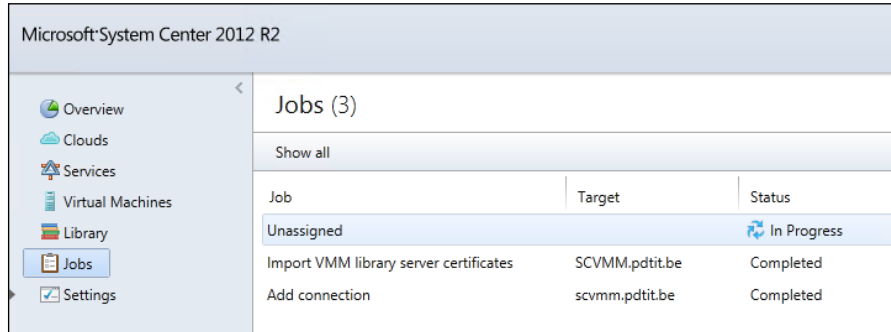 Microsoft System Center 2012 R2
<
Overview
Clouds
Services
Virtual Machines
Library
Jobs
Settings
Jobs (3)
Show all
Job Target Status
Unassigned In Progress
Import VMM library server certificates SCVMM.pdtit.be Completed
Add connection scvmm.pdtit.be Completed